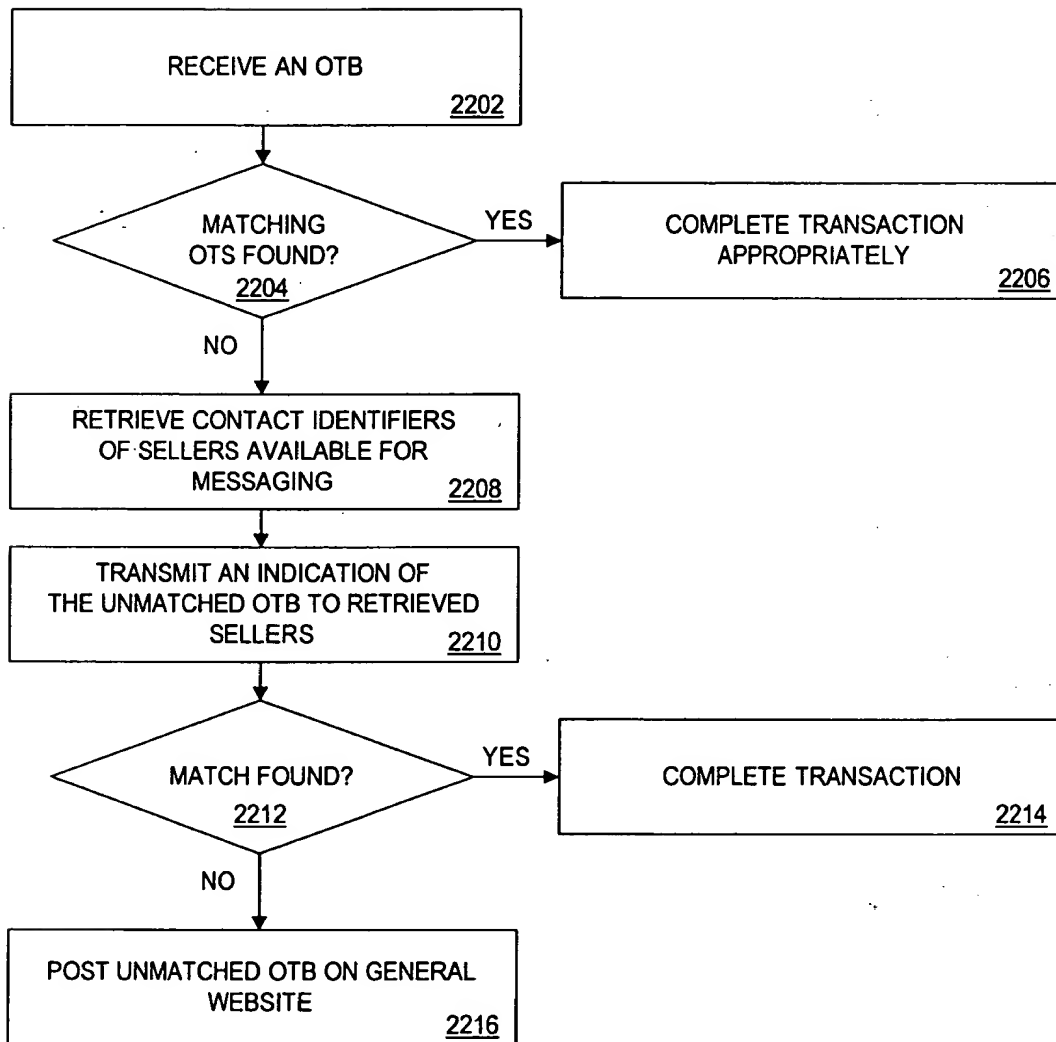 RECEIVE AN OTB
2202
MATCHING
OTS FOUND?
2204
YES
COMPLETE TRANSACTION
APPROPRIATELY
2206
NO
RETRIEVE CONTACT IDENTIFIERS
OF SELLERS AVAILABLE FOR
MESSAGING
2208
TRANSMIT AN INDICATION OF
THE UNMATCHED OTB TO RETRIEVED
SELLERS
2210
MATCH FOUND?
2212
YES
COMPLETE TRANSACTION
2214
NO
POST UNMATCHED OTB ON GENERAL
WEBSITE
2216